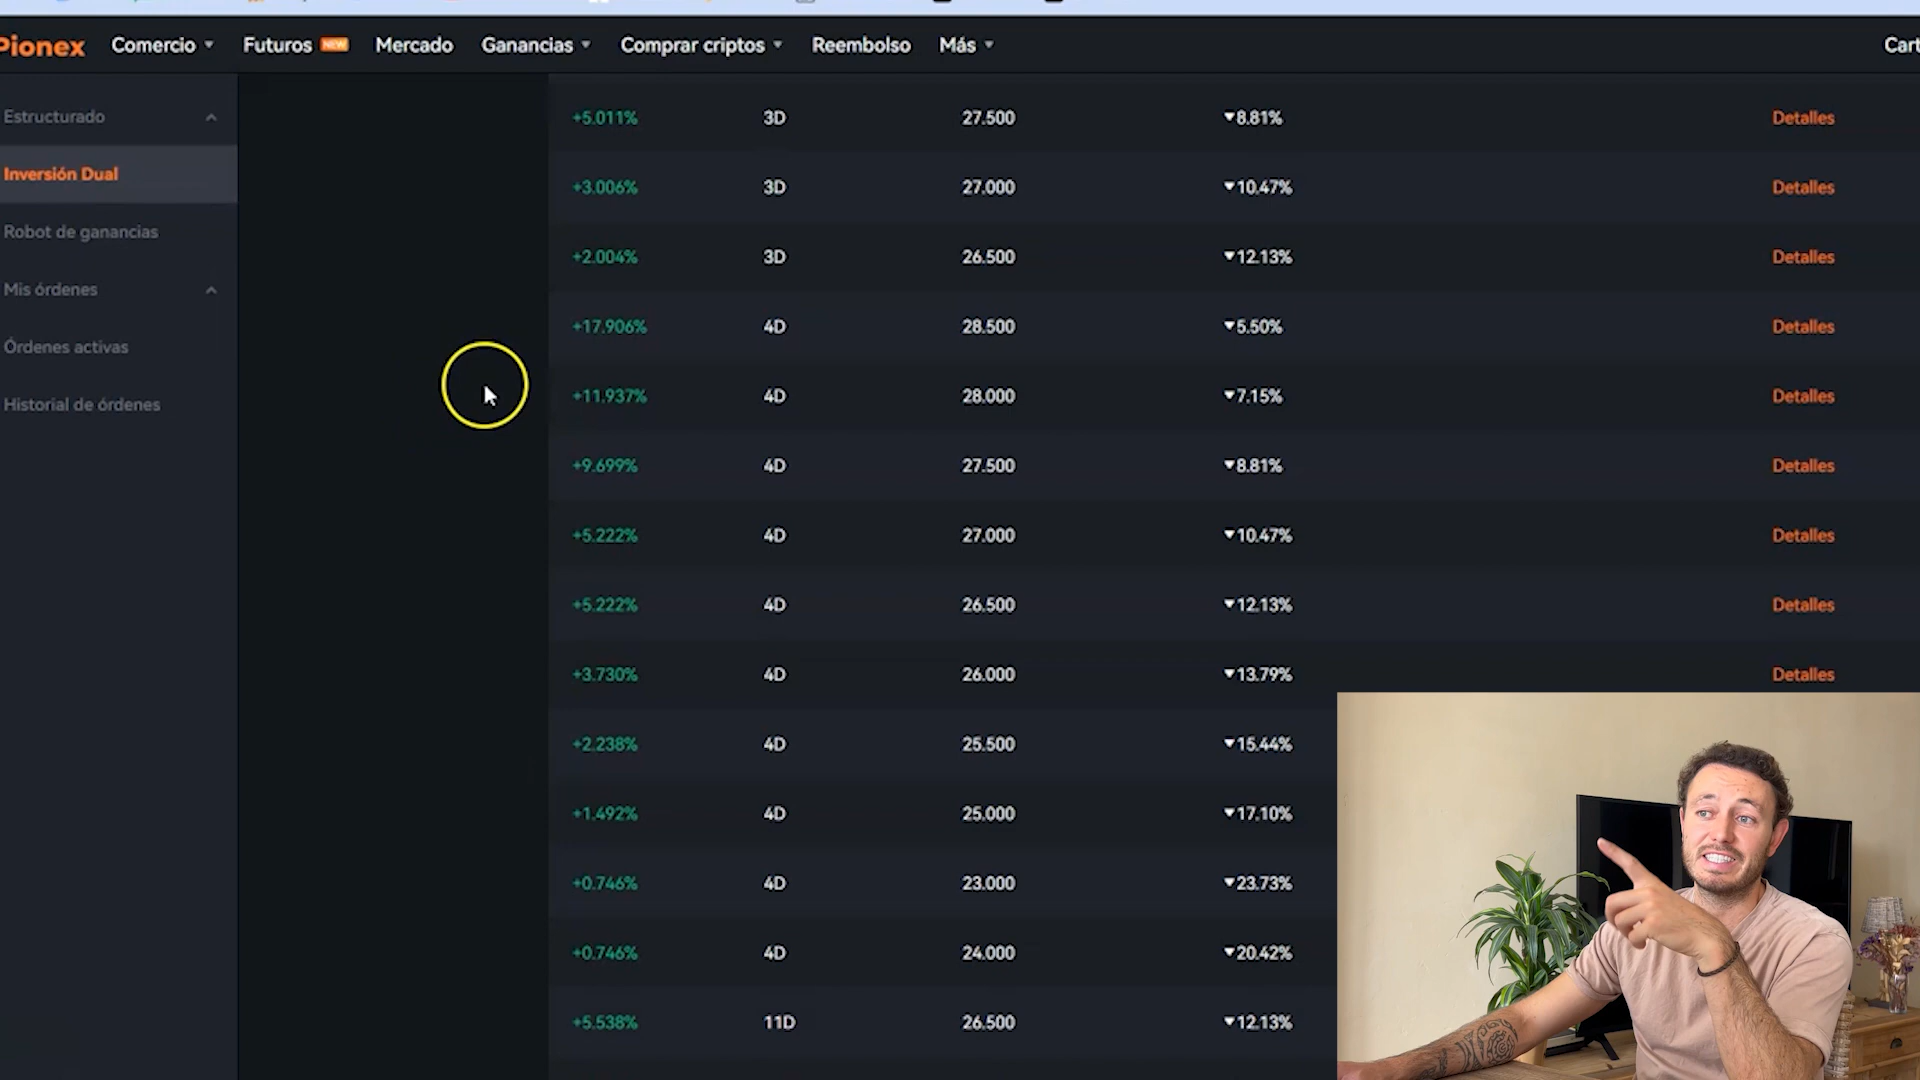 Pionex Comercio Futuros NEW Mercado Ganancias Comprar criptos Reembolso Más Cart
Estructurado
Inversión Dual
Robot de ganancias
Mis órdenes
Órdenes activas
Historial de órdenes
+5.011% 3D 27.500 ▼8.81% Detalles
+3.006% 3D 27.000 ▼10.47% Detalles
+2.004% 3D 26.500 ▼12.13% Detalles
+17.906% 4D 28.500 ▼5.50% Detalles
+11.937% 4D 28.000 ▼7.15% Detalles
+9.699% 4D 27.500 ▼8.81% Detalles
+5.222% 4D 27.000 ▼10.47% Detalles
+5.222% 4D 26.500 ▼12.13% Detalles
+3.730% 4D 26.000 ▼13.79% Detalles
+2.238% 4D 25.500 ▼15.44%
+1.492% 4D 25.000 ▼17.10%
+0.746% 4D 23.000 ▼23.73%
+0.746% 4D 24.000 ▼20.42%
+5.538% 11D 26.500 ▼12.13%